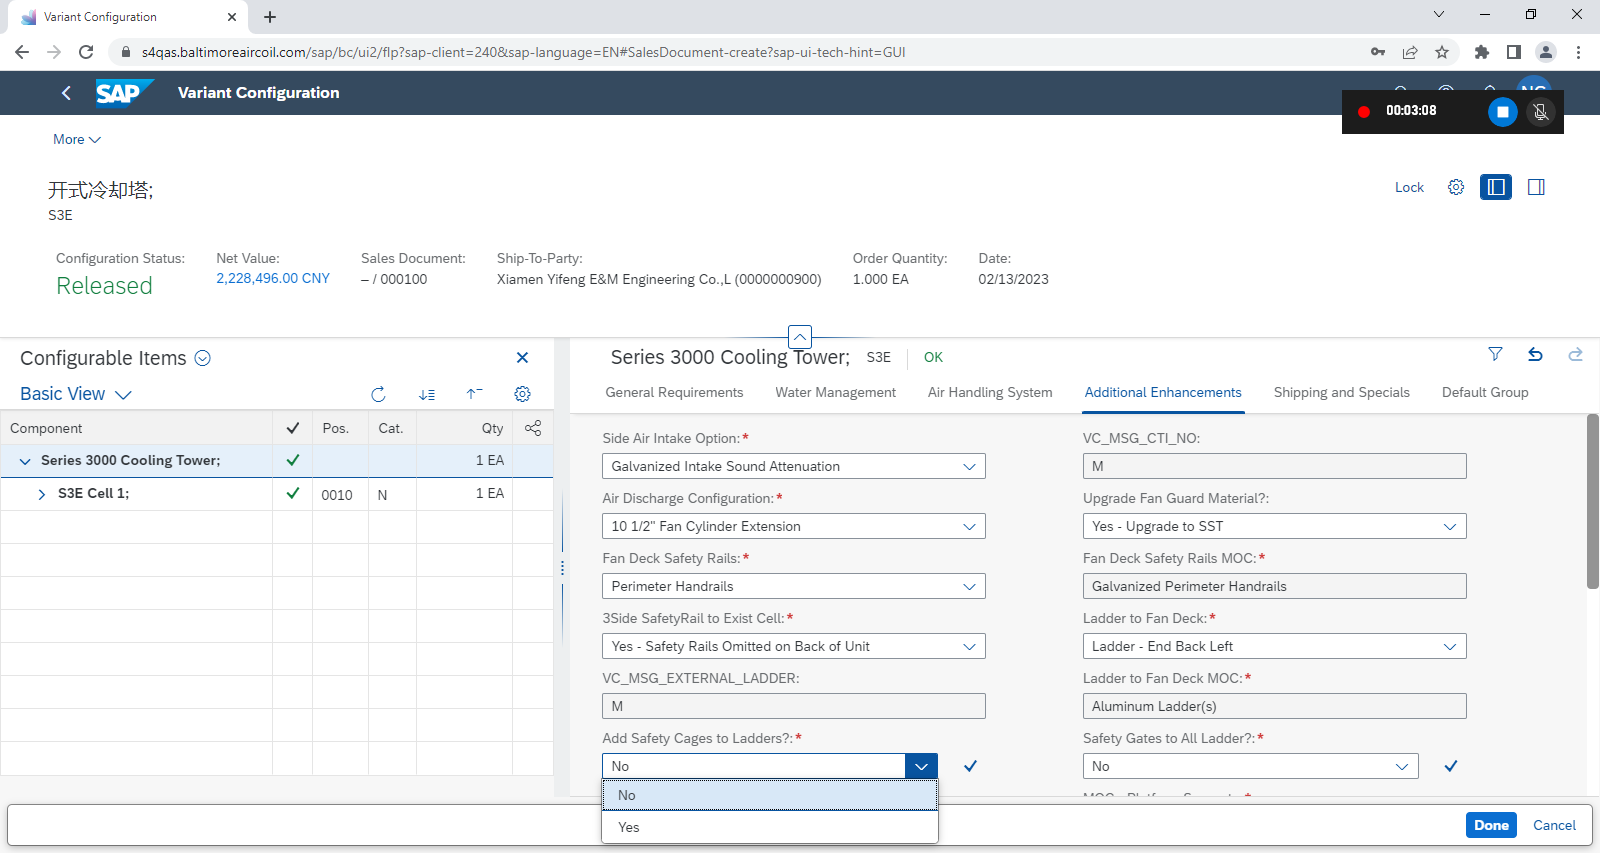 Variant Configuration
s4qas.baltimoreaircoil.com/sap/bc/ui2/flp?sap-client=240&sap-language=EN#SalesDocument-create?sap-ui-tech-hint=GUI
SAP Variant Configuration
00:03:08
More
开式冷却塔;
S3E
Lock
Configuration Status: Net Value: Sales Document: Ship-To-Party: Order Quantity: Date:
Released 2,228,496.00 CNY – / 000100 Xiamen Yifeng E&M Engineering Co.,L (0000000900) 1.000 EA 02/13/2023
Configurable Items
Basic View
Component Pos. Cat. Qty
Series 3000 Cooling Tower; 1 EA
S3E Cell 1; 0010 N 1 EA
Series 3000 Cooling Tower; S3E OK
General Requirements Water Management Air Handling System Additional Enhancements Shipping and Specials Default Group
Side Air Intake Option:* VC_MSG_CTI_NO:
Galvanized Intake Sound Attenuation M
Air Discharge Configuration:* Upgrade Fan Guard Material?:
10 1/2" Fan Cylinder Extension Yes - Upgrade to SST
Fan Deck Safety Rails:* Fan Deck Safety Rails MOC:*
Perimeter Handrails Galvanized Perimeter Handrails
3Side SafetyRail to Exist Cell:* Ladder to Fan Deck:*
Yes - Safety Rails Omitted on Back of Unit Ladder - End Back Left
VC_MSG_EXTERNAL_LADDER: Ladder to Fan Deck MOC:*
M Aluminum Ladder(s)
Add Safety Cages to Ladders?:* Safety Gates to All Ladder?:*
No No
No
Yes
Done Cancel